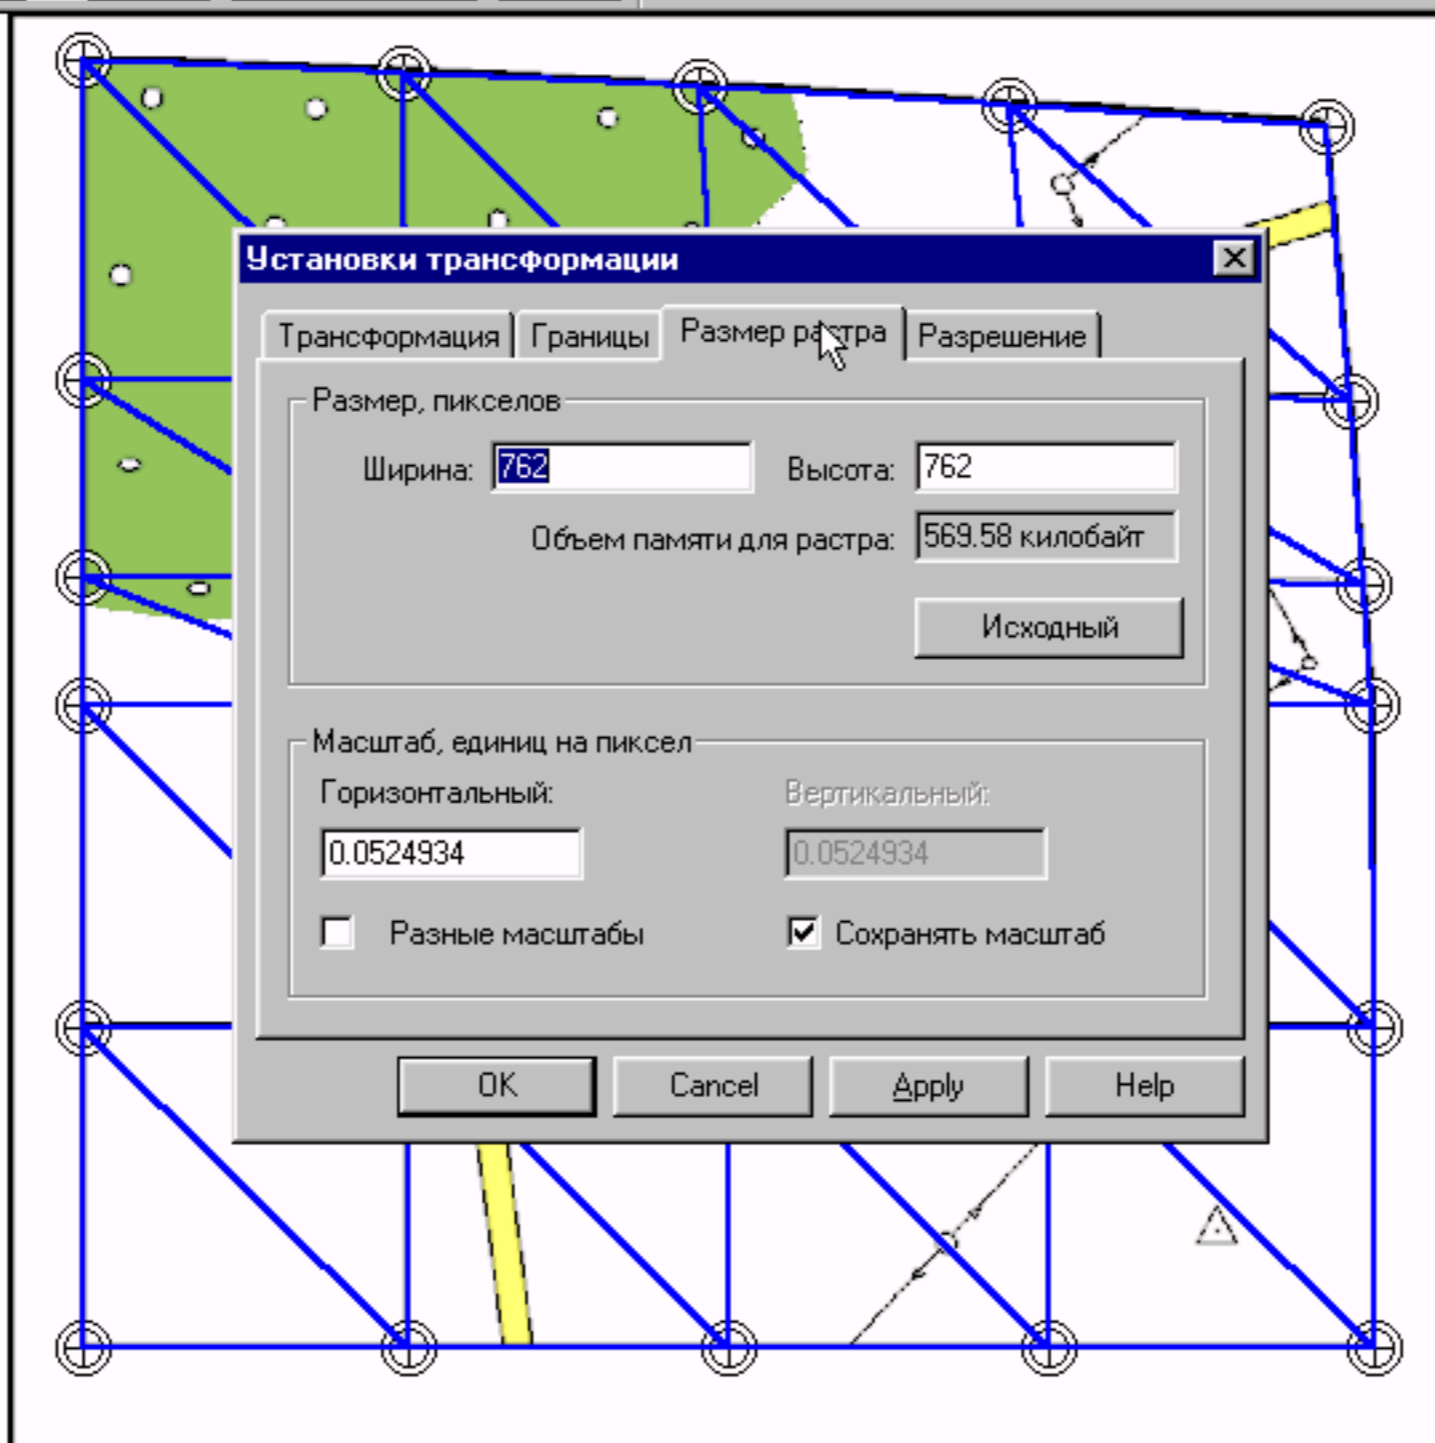 Установки трансформации
Трансформация Границы Размер растра Разрешение
Размер, пикселов
Ширина: 762 Высота: 762
Объем памяти для растра: 569.58 килобайт
Исходный
Масштаб, единиц на пиксел
Горизонтальный: Вертикальный:
0.0524934 0.0524934
Разные масштабы Сохранять масштаб
OK Cancel Apply Help